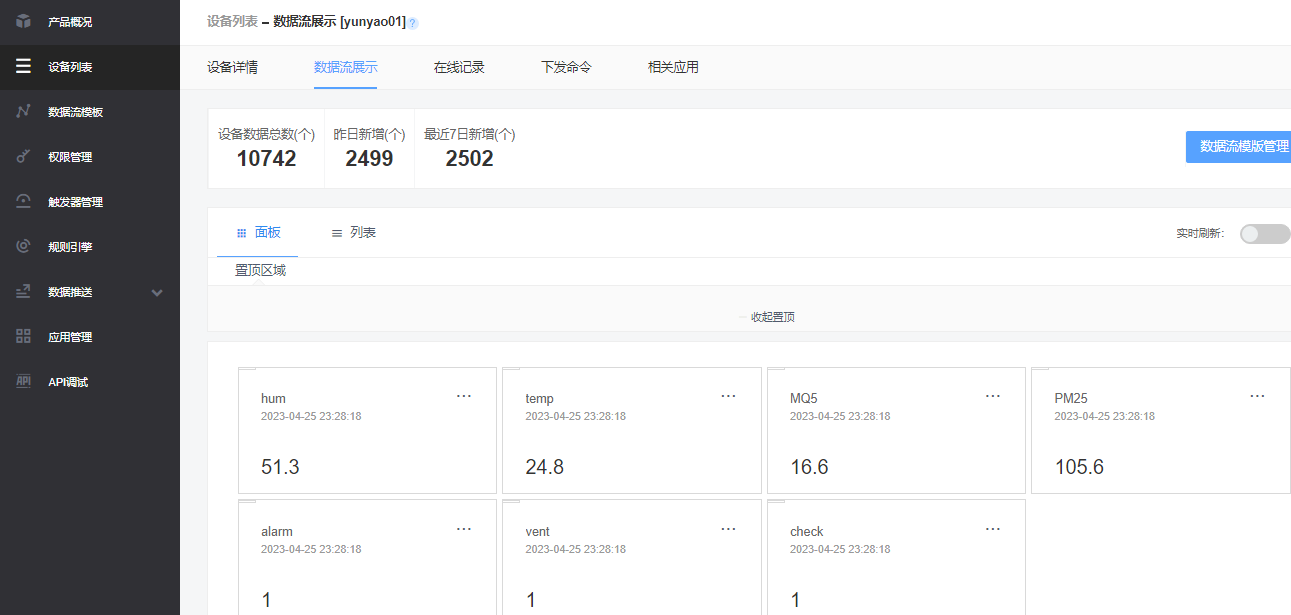 产品概况
设备列表
数据流模板
权限管理
触发器管理
规则引擎
数据推送
应用管理
API调试
设备列表 – 数据流展示 [yunyao01] ?
设备详情 数据流展示 在线记录 下发命令 相关应用
设备数据总数(个) 昨日新增(个) 最近7日新增(个)
10742 2499 2502
数据流模版管理
面板 列表 实时刷新:
置顶区域
收起置顶
hum temp MQ5 PM25
2023-04-25 23:28:18 2023-04-25 23:28:18 2023-04-25 23:28:18 2023-04-25 23:28:18
51.3 24.8 16.6 105.6
alarm vent check
2023-04-25 23:28:18 2023-04-25 23:28:18 2023-04-25 23:28:18
1 1 1